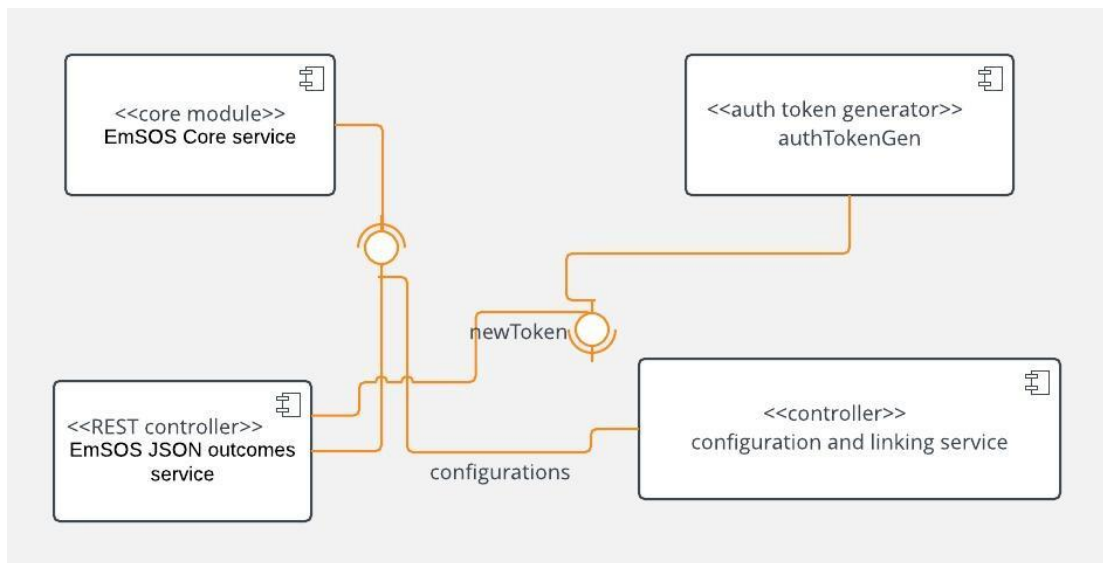 <<core module>>
EmSOS Core service
<<auth token generator>>
authTokenGen
newToken
<<REST controller>>
EmSOS JSON outcomes
service
<<controller>>
configuration and linking service
configurations